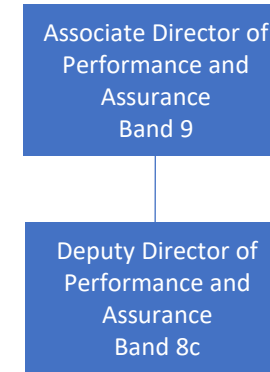 Associate Director of
Performance and
Assurance
Band 9
Deputy Director of
Performance and
Assurance
Band 8c